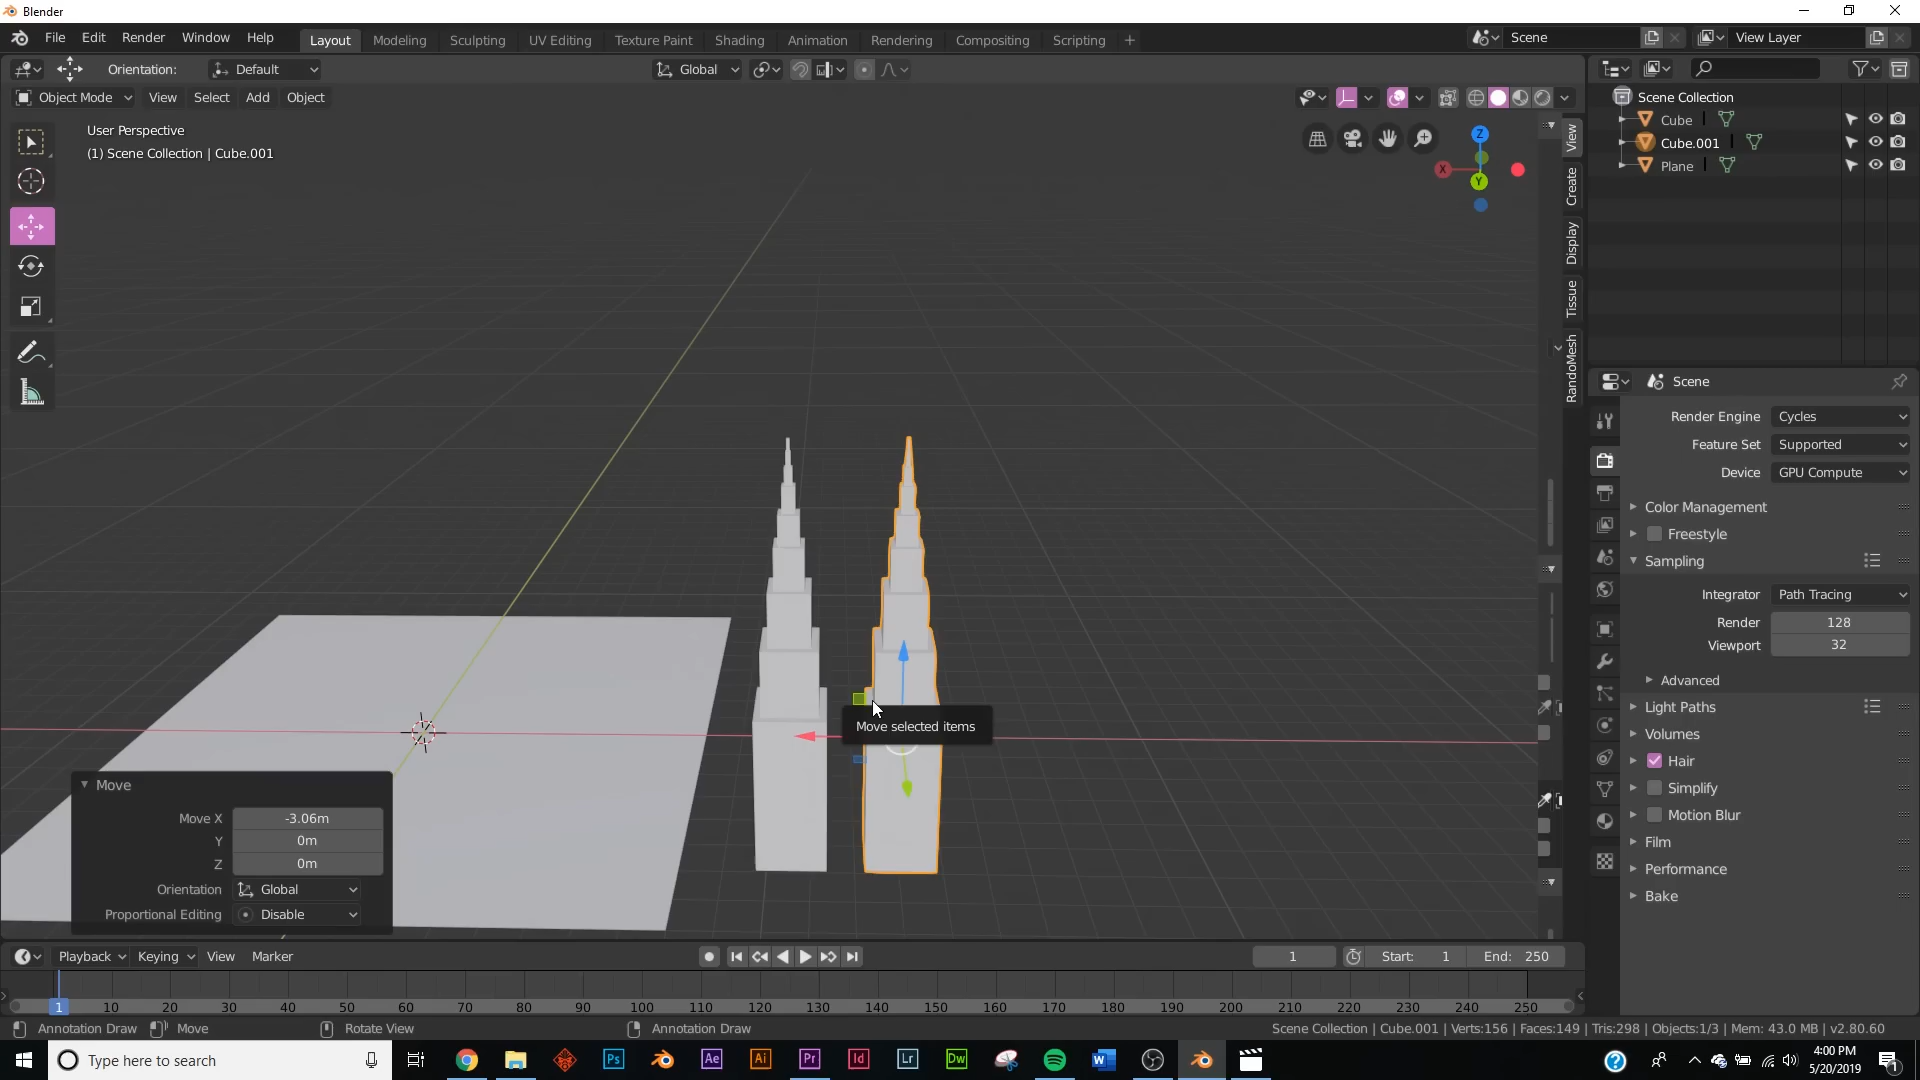 Blender
File Edit Render Window Help Layout Modeling Sculpting UV Editing Texture Paint Shading Animation Rendering Compositing Scripting + Scene View Layer
Orientation: Default Global
Object Mode View Select Add Object
User Perspective
(1) Scene Collection | Cube.001
Z
X
Y
View
Create
Display
Tissue
RandoMesh
Scene Collection
Cube
Cube.001
Plane
Scene
Render Engine Cycles
Feature Set Supported
Device GPU Compute
Color Management
Freestyle
Sampling
Integrator Path Tracing
Render 128
Viewport 32
Advanced
Light Paths
Volumes
Hair
Simplify
Motion Blur
Film
Performance
Bake
Move selected items
Move
Move X -3.06m
Y 0m
Z 0m
Orientation Global
Proportional Editing Disable
Playback Keying View Marker 1 Start: 1 End: 250
1 10 20 30 40 50 60 70 80 90 100 110 120 130 140 150 160 170 180 190 200 210 220 230 240 250
Annotation Draw Move Rotate View Annotation Draw Scene Collection | Cube.001 | Verts:156 | Faces:149 | Tris:298 | Objects:1/3 | Mem: 43.0 MB | v2.80.60
Type here to search Ps Ae Ai Pr Id Lr Dw W ? 4:00 PM
5/20/2019
1